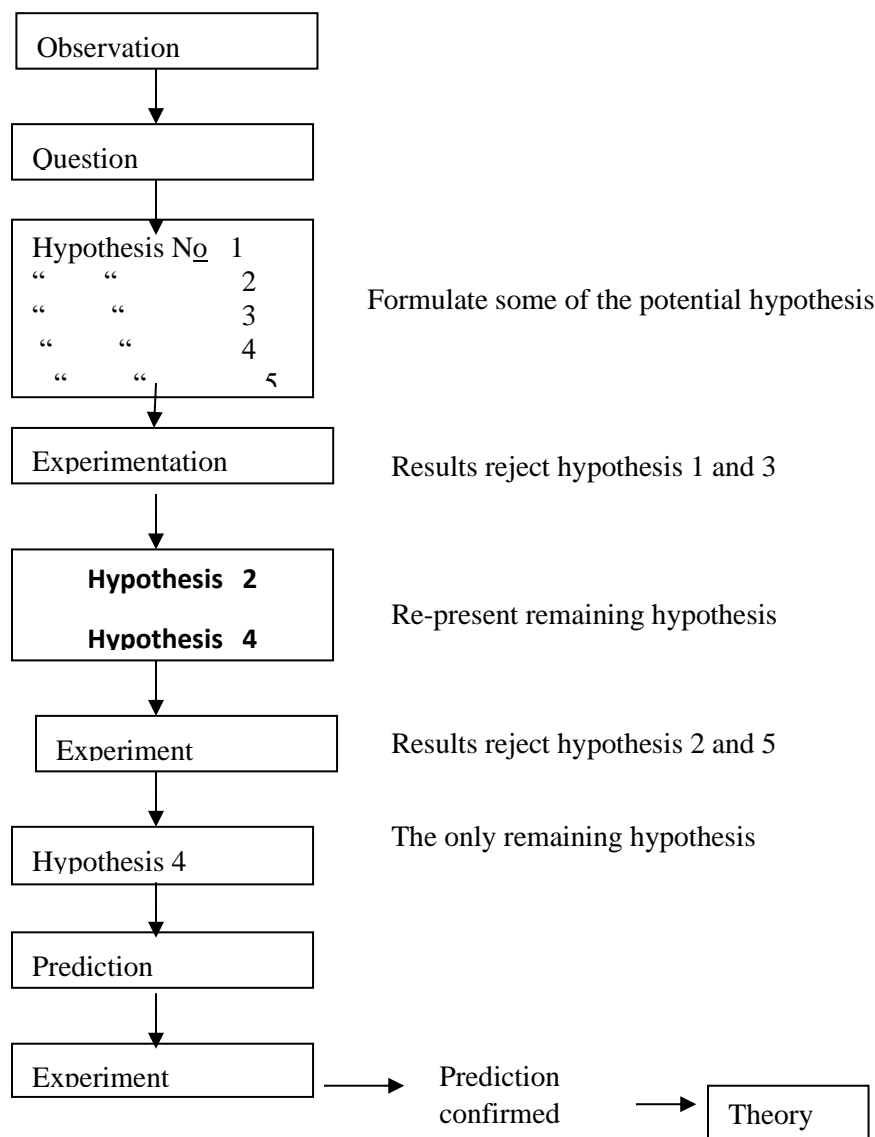 Observation
Question
Hypothesis No 1
“ “ 2
“ “ 3
“ “ 4
“ “ 5
Formulate some of the potential hypothesis
Experimentation
Results reject hypothesis 1 and 3
Hypothesis 2
Hypothesis 4
Re-present remaining hypothesis
Experiment
Results reject hypothesis 2 and 5
The only remaining hypothesis
Hypothesis 4
Prediction
Experiment
Prediction
confirmed
Theory